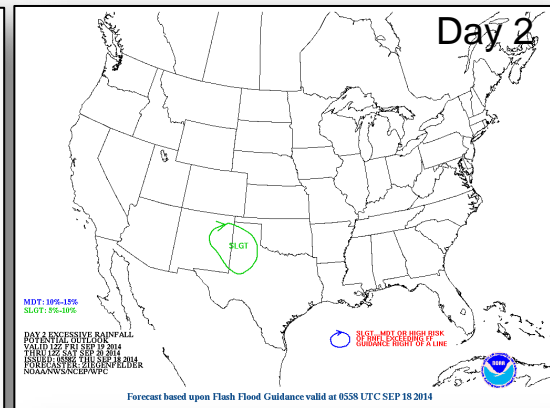 Day 2
SLGT
MDT: 10%-15%
SLGT: 5%-10%
DAY 2 EXCESSIVE RAINFALL
POTENTIAL OUTLOOK
VALID 12Z FRI SEP 19 2014
THRU 12Z SAT SEP 20 2014
ISSUED: 0558Z THU SEP 18 2014
FORECASTER: ZIEGENFELDER
NOAA/NWS/NCEP/WPC
SLGT...MDT OR HIGH RISK
OF RNFL EXCEEDING FF
GUIDANCE RIGHT OF A LINE
NOAA
Forecast based upon Flash Flood Guidance valid at 0558 UTC SEP 18 2014